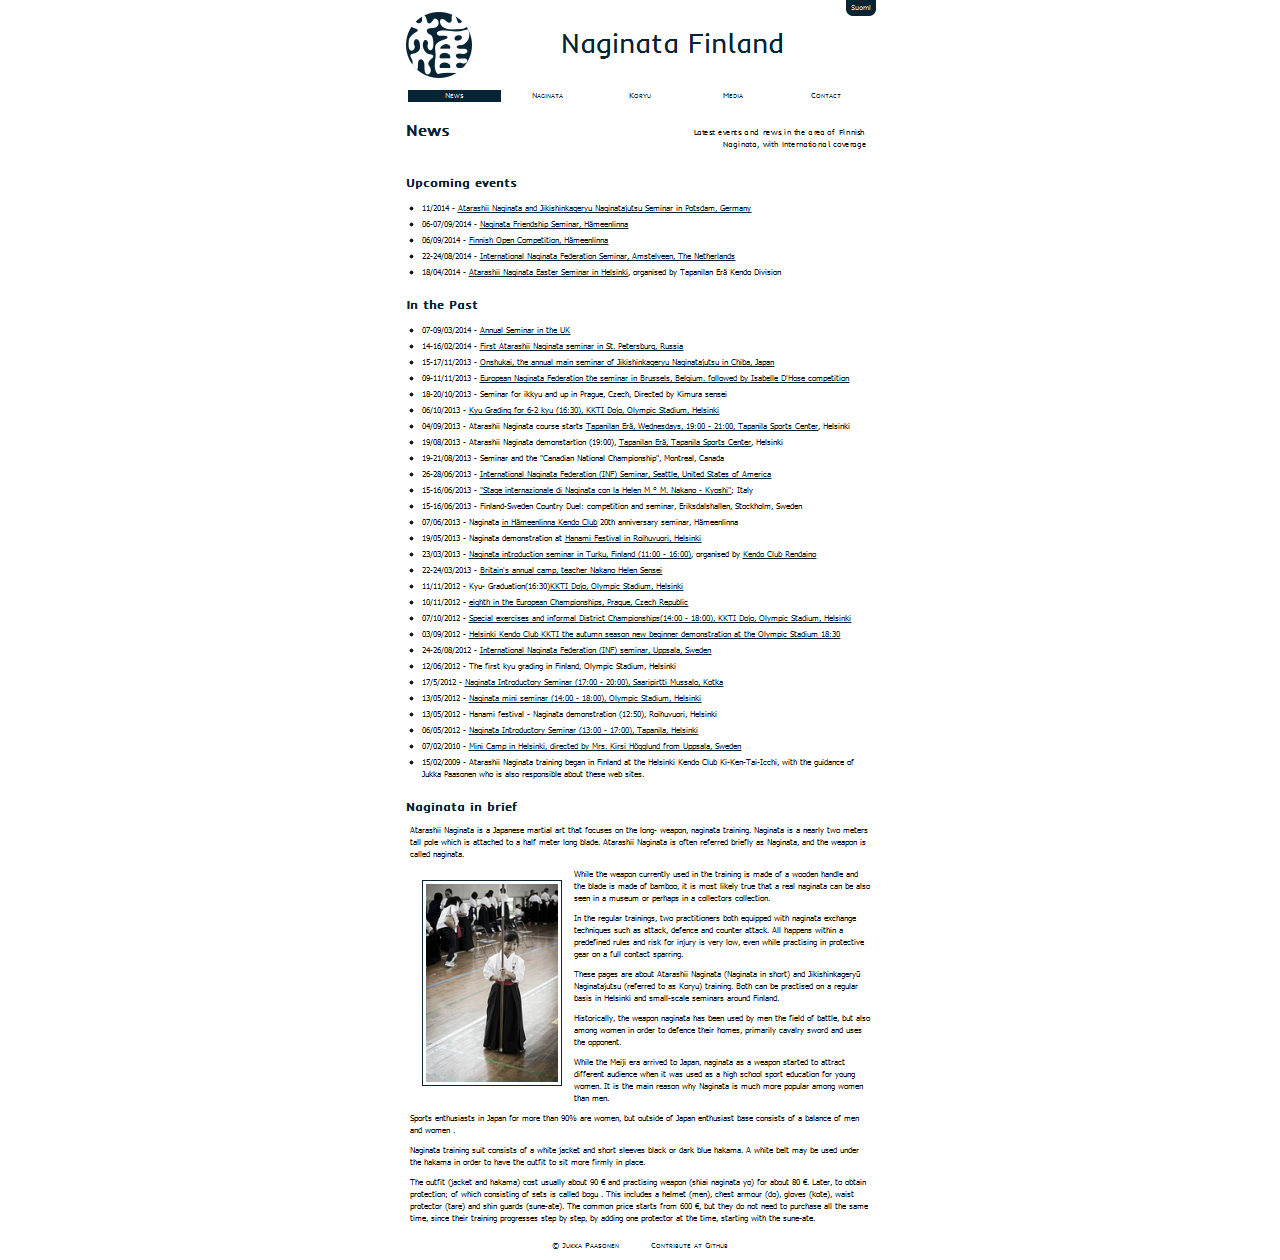 Suomi
Naginata Finland
News
Naginata
Koryu
Media
Contact
News
Latest events and news in the area of Finnish
Naginata, with international coverage
Upcoming events
11/2014 - Atarashii Naginata and Jikishinkageryu Naginatajutsu Seminar in Potsdam, Germany
06-07/09/2014 - Naginata Friendship Seminar, Hämeenlinna
06/09/2014 - Finnish Open Competition, Hämeenlinna
22-24/08/2014 - International Naginata Federation Seminar, Amstelveen, The Netherlands
18/04/2014 - Atarashii Naginata Easter Seminar in Helsinki, organised by Tapanilan Erä Kendo Division
In the Past
07-09/03/2014 - Annual Seminar in the UK
14-16/02/2014 - First Atarashii Naginata seminar in St. Petersburg, Russia
15-17/11/2013 - Onshukai, the annual main seminar of Jikishinkageryu Naginatajutsu in Chiba, Japan
09-11/11/2013 - European Naginata Federation the seminar in Brussels, Belgium. followed by Isabelle D'Hose competition
18-20/10/2013 - Seminar for ikkyu and up in Prague, Czech, Directed by Kimura sensei
06/10/2013 - Kyu Grading for 6-2 kyu (16:30), KKTI Dojo, Olympic Stadium, Helsinki
04/09/2013 - Atarashii Naginata course starts Tapanilan Erä, Wednesdays, 19:00 - 21:00, Tapanila Sports Center, Helsinki
19/08/2013 - Atarashii Naginata demonstartion (19:00), Tapanilan Erä, Tapanila Sports Center, Helsinki
19-21/08/2013 - Seminar and the "Canadian National Championship", Montreal, Canada
26-28/06/2013 - International Naginata Federation (INF) Seminar, Seattle, United States of America
15-16/06/2013 - "Stage internazionale di Naginata con la Helen M ° M. Nakano - Kyoshi"; Italy
15-16/06/2013 - Finland-Sweden Country Duel: competition and seminar, Eriksdalshallen, Stockholm, Sweden
07/06/2013 - Naginata in Hämeenlinna Kendo Club 20th anniversary seminar, Hämeenlinna
19/05/2013 - Naginata demonstration at Hanami Festival in Roihuvuori, Helsinki
23/03/2013 - Naginata introduction seminar in Turku, Finland (11:00 - 16:00), organised by Kendo Club Rendaino
22-24/03/2013 - Britain's annual camp, teacher Nakano Helen Sensei
11/11/2012 - Kyu- Graduation(16:30)KKTI Dojo, Olympic Stadium, Helsinki
10/11/2012 - eighth in the European Championships, Prague, Czech Republic
07/10/2012 - Special exercises and informal District Championships(14:00 - 18:00), KKTI Dojo, Olympic Stadium, Helsinki
03/09/2012 - Helsinki Kendo Club KKTI the autumn season new beginner demonstration at the Olympic Stadium 18:30
24-26/08/2012 - International Naginata Federation (INF) seminar, Uppsala, Sweden
12/06/2012 - The first kyu grading in Finland, Olympic Stadium, Helsinki
17/5/2012 - Naginata Introductory Seminar (17:00 - 20:00), Saaripirtti Mussalo, Kotka
13/05/2012 - Naginata mini seminar (14:00 - 18:00), Olympic Stadium, Helsinki
13/05/2012 - Hanami festival - Naginata demonstration (12:50), Roihuvuori, Helsinki
06/05/2012 - Naginata Introductory Seminar (13:00 - 17:00), Tapanila, Helsinki
07/02/2010 - Mini Camp in Helsinki, directed by Mrs. Kirsi Högglund from Uppsala, Sweden
15/02/2009 - Atarashii Naginata training began in Finland at the Helsinki Kendo Club Ki-Ken-Tai-Icchi, with the guidance of
Jukka Paasonen who is also responsible about these web sites.
Naginata in brief
Atarashii Naginata is a Japanese martial art that focuses on the long- weapon, naginata training. Naginata is a nearly two meters
tall pole which is attached to a half meter long blade. Atarashii Naginata is often referred briefly as Naginata, and the weapon is
called naginata.
While the weapon currently used in the training is made of a wooden handle and
the blade is made of bamboo, it is most likely true that a real naginata can be also
seen in a museum or perhaps in a collectors collection.
In the regular trainings, two practitioners both equipped with naginata exchange
techniques such as attack, defence and counter attack. All happens within a
predefined rules and risk for injury is very low, even while practising in protective
gear on a full contact sparring.
These pages are about Atarashii Naginata (Naginata in short) and Jikishinkageryū
Naginatajutsu (referred to as Koryu) training. Both can be practised on a regular
basis in Helsinki and small-scale seminars around Finland.
Historically, the weapon naginata has been used by men the field of battle, but also
among women in order to defence their homes, primarily cavalry sword and uses
the opponent.
While the Meiji era arrived to Japan, naginata as a weapon started to attract
different audience when it was used as a high school sport education for young
women. It is the main reason why Naginata is much more popular among women
than men.
Sports enthusiasts in Japan for more than 90% are women, but outside of Japan enthusiast base consists of a balance of men
and women .
Naginata training suit consists of a white jacket and short sleeves black or dark blue hakama. A white belt may be used under
the hakama in order to have the outfit to sit more firmly in place.
The outfit (jacket and hakama) cost usually about 90 € and practising weapon (shiai naginata yo) for about 80 €. Later, to obtain
protection; of which consisting of sets is called bogu . This includes a helmet (men), chest armour (do), gloves (kote), waist
protector (tare) and shin guards (sune-ate). The common price starts from 600 €, but they do not need to purchase all the same
time, since their training progresses step by step, by adding one protector at the time, starting with the sune-ate.
© Jukka Paasonen
Contribute at Github